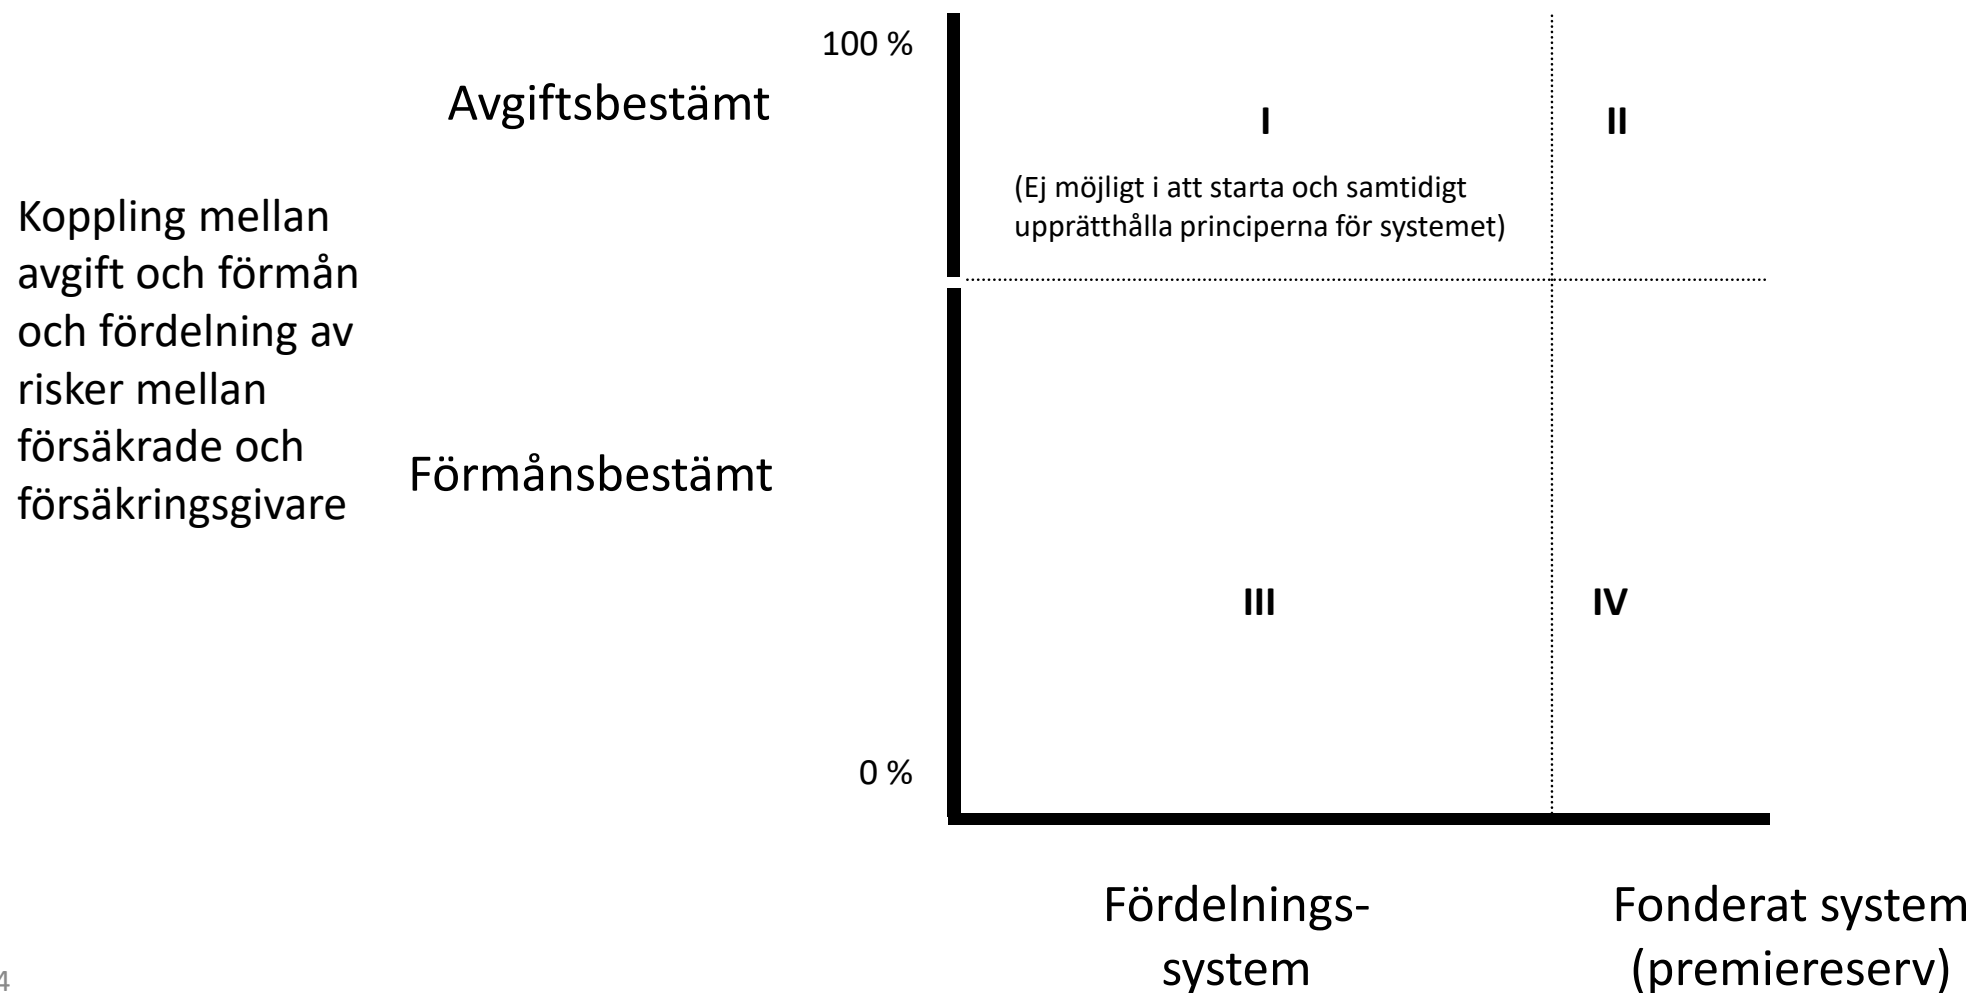 100 %
Avgiftsbestämt
I
II
(Ej möjligt i att starta och samtidigt
upprätthålla principerna för systemet)
Koppling mellan
avgift och förmån
och fördelning av
risker mellan
försäkrade och
försäkringsgivare
Förmånsbestämt
III
IV
0 %
Fördelnings-
system
Fonderat system
(premiereserv)
4